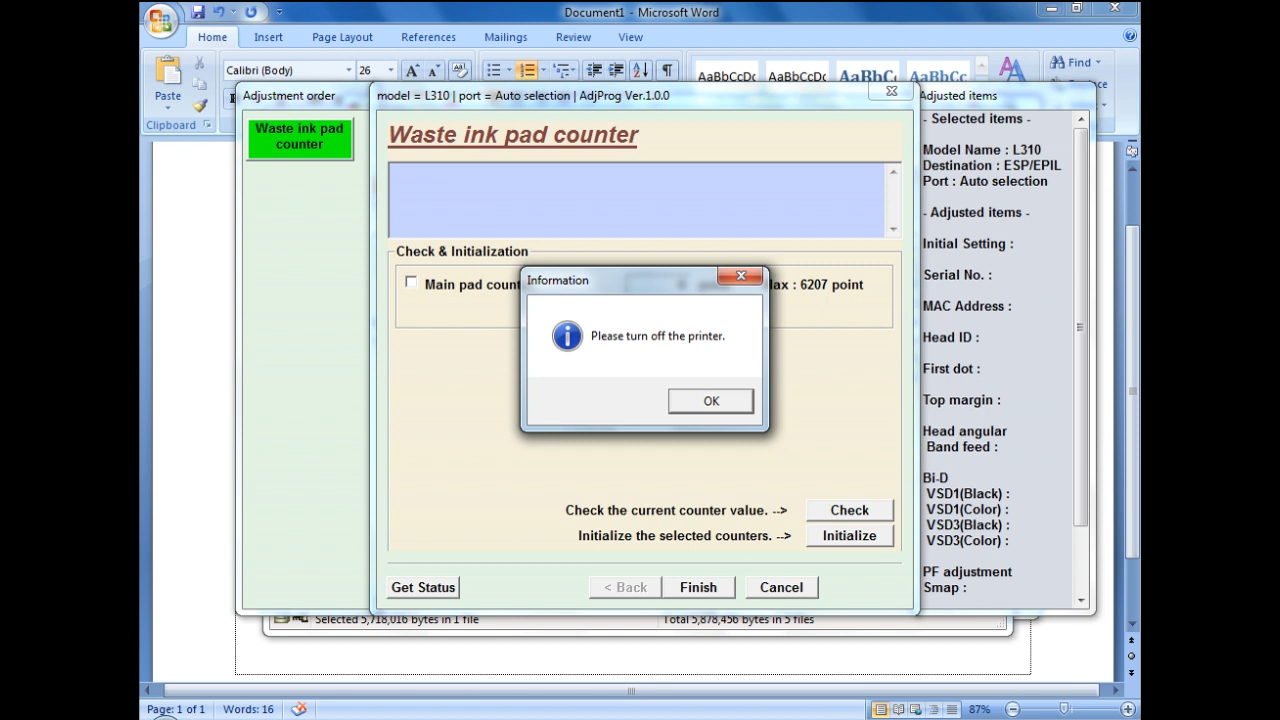 Document1 - Microsoft Word
Home Insert Page Layout References Mailings Review View
Paste
Clipboard
Calibri (Body) 26
AaBbCcDc AaBbCcDc AaBbC AaBbCc
Find
Adjustment order
Waste ink pad
counter
model = L310 | port = Auto selection | AdjProg Ver.1.0.0
Waste ink pad counter
Check & Initialization
Main pad count
Max : 6207 point
Information
Please turn off the printer.
OK
Check the current counter value. -->
Check
Initialize the selected counters. -->
Initialize
Get Status
< Back
Finish
Cancel
Adjusted items
- Selected items -
Model Name : L310
Destination : ESP/EPIL
Port : Auto selection
- Adjusted items -
Initial Setting :
Serial No. :
MAC Address :
Head ID :
First dot :
Top margin :
Head angular
Band feed :
Bi-D
VSD1(Black) :
VSD1(Color) :
VSD3(Black) :
VSD3(Color) :
PF adjustment
Smap :
Selected 5,718,016 bytes in 1 file
Total 5,878,456 bytes in 5 files
Page: 1 of 1
Words: 16
87%